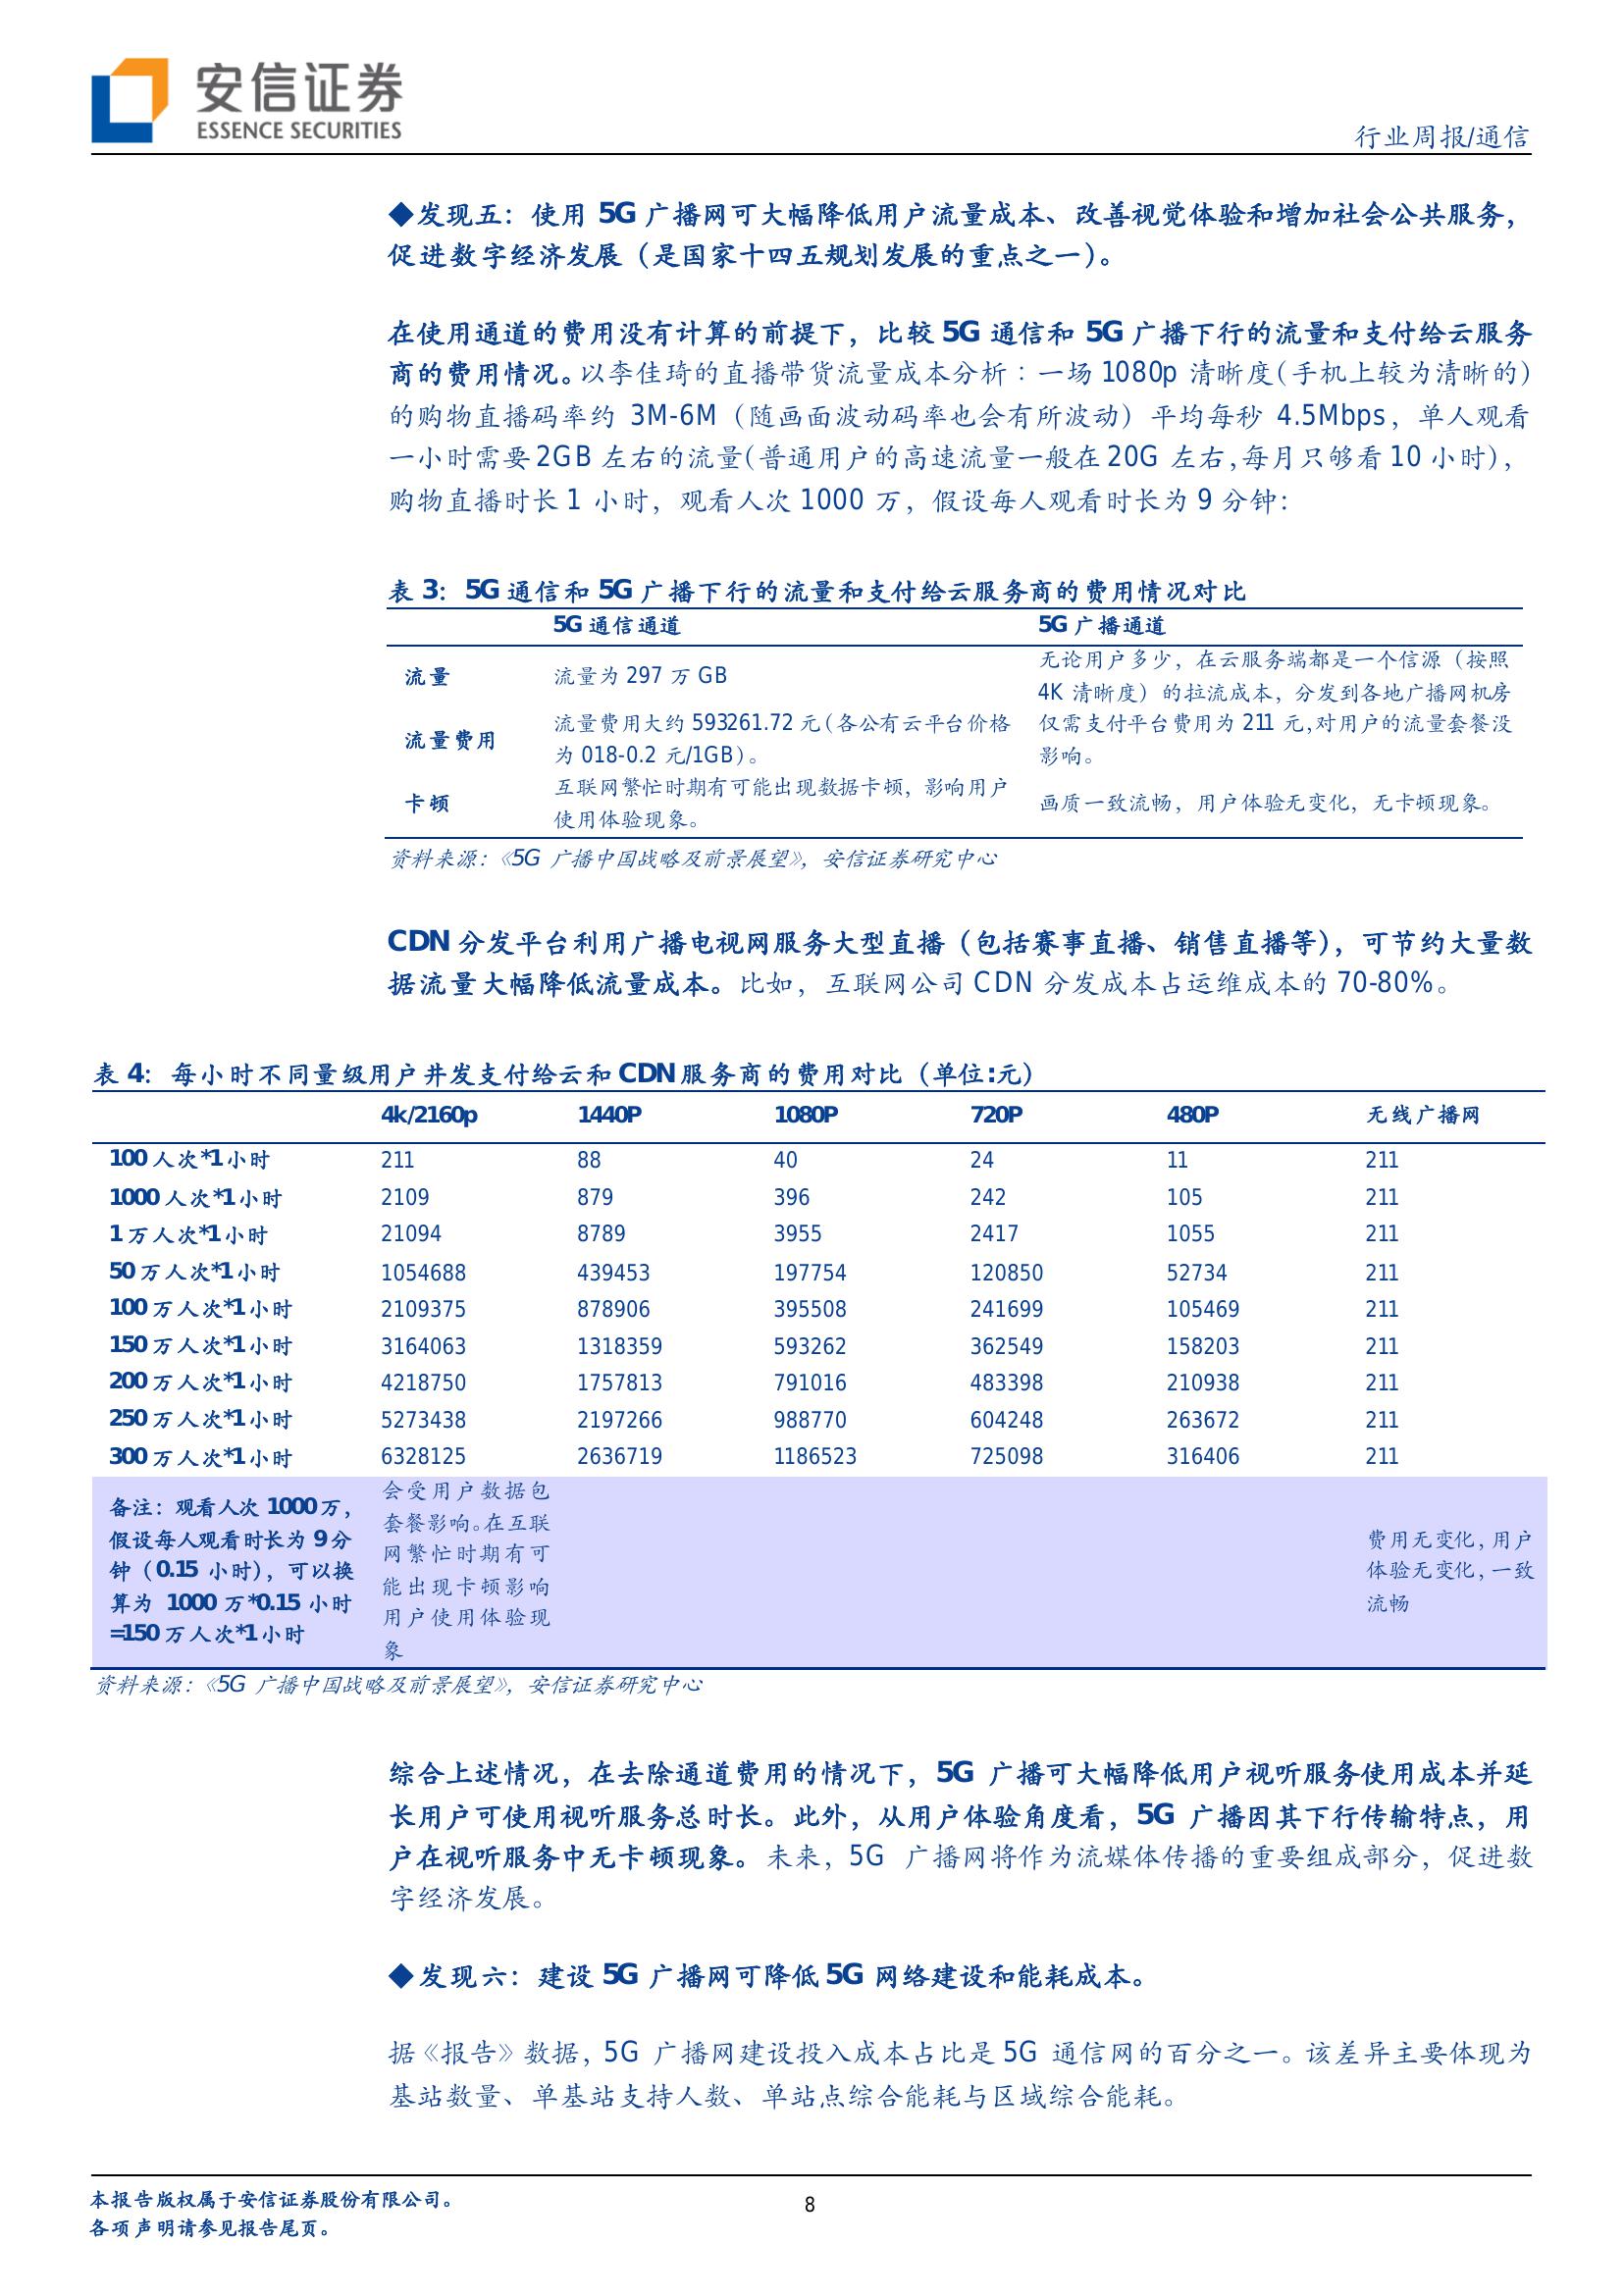 安信证券
ESSENCE SECURITIES
行业周报/通信
◆发现五：使用 5G 广播网可大幅降低用户流量成本、改善视觉体验和增加社会公共服务，
促进数字经济发展（是国家十四五规划发展的重点之一）。
在使用通道的费用没有计算的前提下，比较 5G 通信和 5G 广播下行的流量和支付给云服务
商的费用情况。以李佳琦的直播带货流量成本分析：一场 1080p 清晰度(手机上较为清晰的)
的购物直播码率约 3M-6M（随画面波动码率也会有所波动）平均每秒 4.5Mbps，单人观看
一小时需要 2GB 左右的流量(普通用户的高速流量一般在 20G 左右,每月只够看 10 小时)，
购物直播时长 1 小时，观看人次 1000 万，假设每人观看时长为 9 分钟：
表 3：5G 通信和 5G 广播下行的流量和支付给云服务商的费用情况对比
5G 通信通道 5G 广播通道
流量 流量为 297 万 GB 无论用户多少，在云服务端都是一个信源（按照
4K 清晰度）的拉流成本，分发到各地广播网机房
流量费用 流量费用大约 593261.72 元(各公有云平台价格 仅需支付平台费用为 211 元,对用户的流量套餐没
为 018-0.2 元/1GB)。 影响。
卡顿 互联网繁忙时期有可能出现数据卡顿，影响用户 画质一致流畅，用户体验无变化，无卡顿现象。
使用体验现象。
资料来源：《5G 广播中国战略及前景展望》，安信证券研究中心
CDN 分发平台利用广播电视网服务大型直播（包括赛事直播、销售直播等），可节约大量数
据流量大幅降低流量成本。比如，互联网公司 CDN 分发成本占运维成本的 70-80%。
表 4：每小时不同量级用户并发支付给云和 CDN 服务商的费用对比（单位:元）
4k/2160p 1440P 1080P 720P 480P 无线广播网
100 人次*1 小时 211 88 40 24 11 211
1000 人次*1 小时 2109 879 396 242 105 211
1 万人次*1 小时 21094 8789 3955 2417 1055 211
50 万人次*1 小时 1054688 439453 197754 120850 52734 211
100 万人次*1 小时 2109375 878906 395508 241699 105469 211
150 万人次*1 小时 3164063 1318359 593262 362549 158203 211
200 万人次*1 小时 4218750 1757813 791016 483398 210938 211
250 万人次*1 小时 5273438 2197266 988770 604248 263672 211
300 万人次*1 小时 6328125 2636719 1186523 725098 316406 211
备注：观看人次 1000 万，
假设每人观看时长为 9 分
钟（0.15 小时），可以换
算为 1000 万*0.15 小时
=150 万人次*1 小时
会受用户数据包
套餐影响。在互联
网繁忙时期有可
能出现卡顿影响
用户使用体验现
象
费用无变化,用户
体验无变化,一致
流畅
资料来源：《5G 广播中国战略及前景展望》，安信证券研究中心
综合上述情况，在去除通道费用的情况下，5G 广播可大幅降低用户视听服务使用成本并延
长用户可使用视听服务总时长。此外，从用户体验角度看，5G 广播因其下行传输特点，用
户在视听服务中无卡顿现象。未来，5G 广播网将作为流媒体传播的重要组成部分，促进数
字经济发展。
◆发现六：建设 5G 广播网可降低 5G 网络建设和能耗成本。
据《报告》数据，5G 广播网建设投入成本占比是 5G 通信网的百分之一。该差异主要体现为
基站数量、单基站支持人数、单站点综合能耗与区域综合能耗。
本报告版权属于安信证券股份有限公司。
各项声明请参见报告尾页。
8